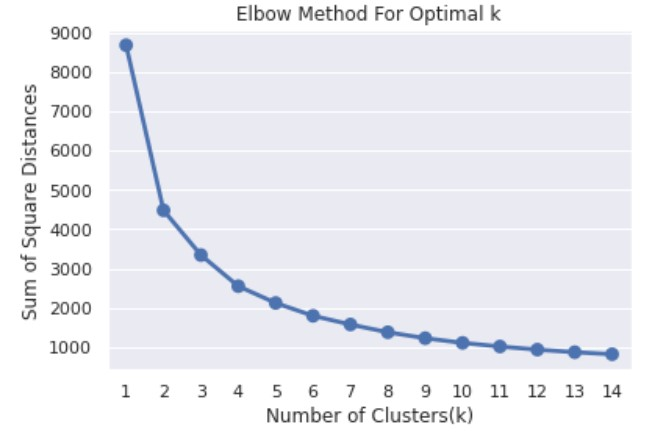 Elbow Method For Optimal k
Sum of Square Distances
9000
8000
7000
6000
5000
4000
3000
2000
1000
1 2 3 4 5 6 7 8 9 10 11 12 13 14
Number of Clusters(k)